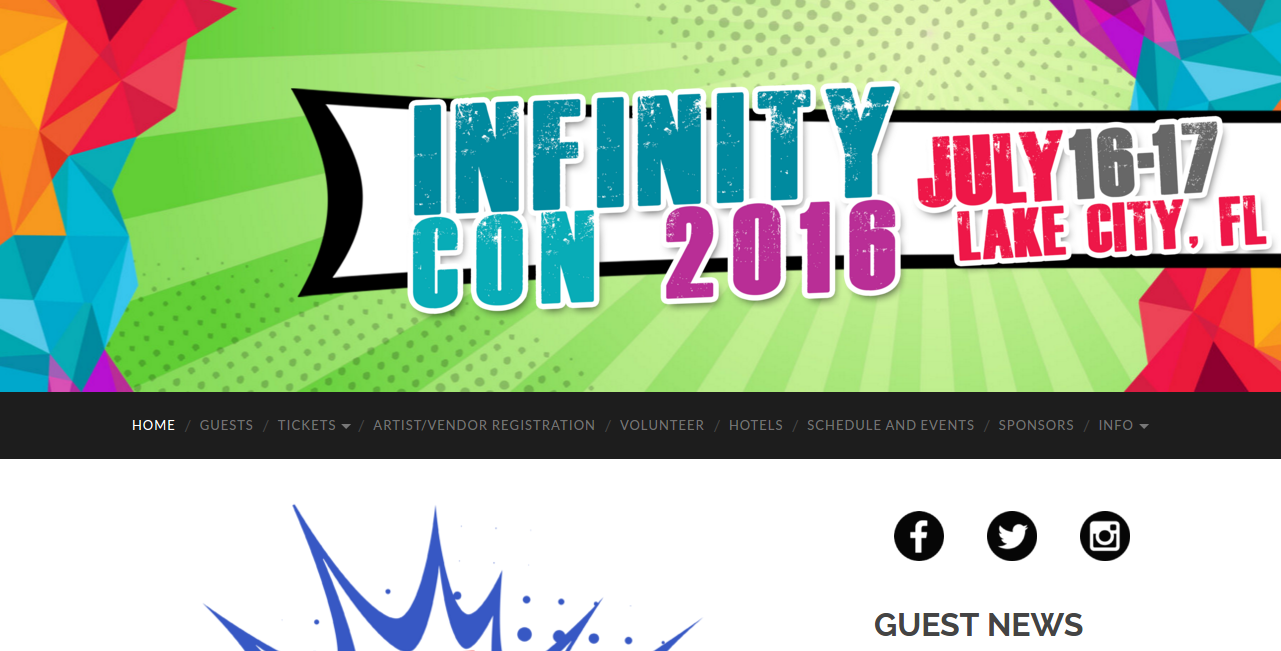 INFINITY
CON 2016
JULY 16-17
LAKE CITY, FL
HOME / GUESTS / TICKETS / ARTIST/VENDOR REGISTRATION / VOLUNTEER / HOTELS / SCHEDULE AND EVENTS / SPONSORS / INFO
GUEST NEWS